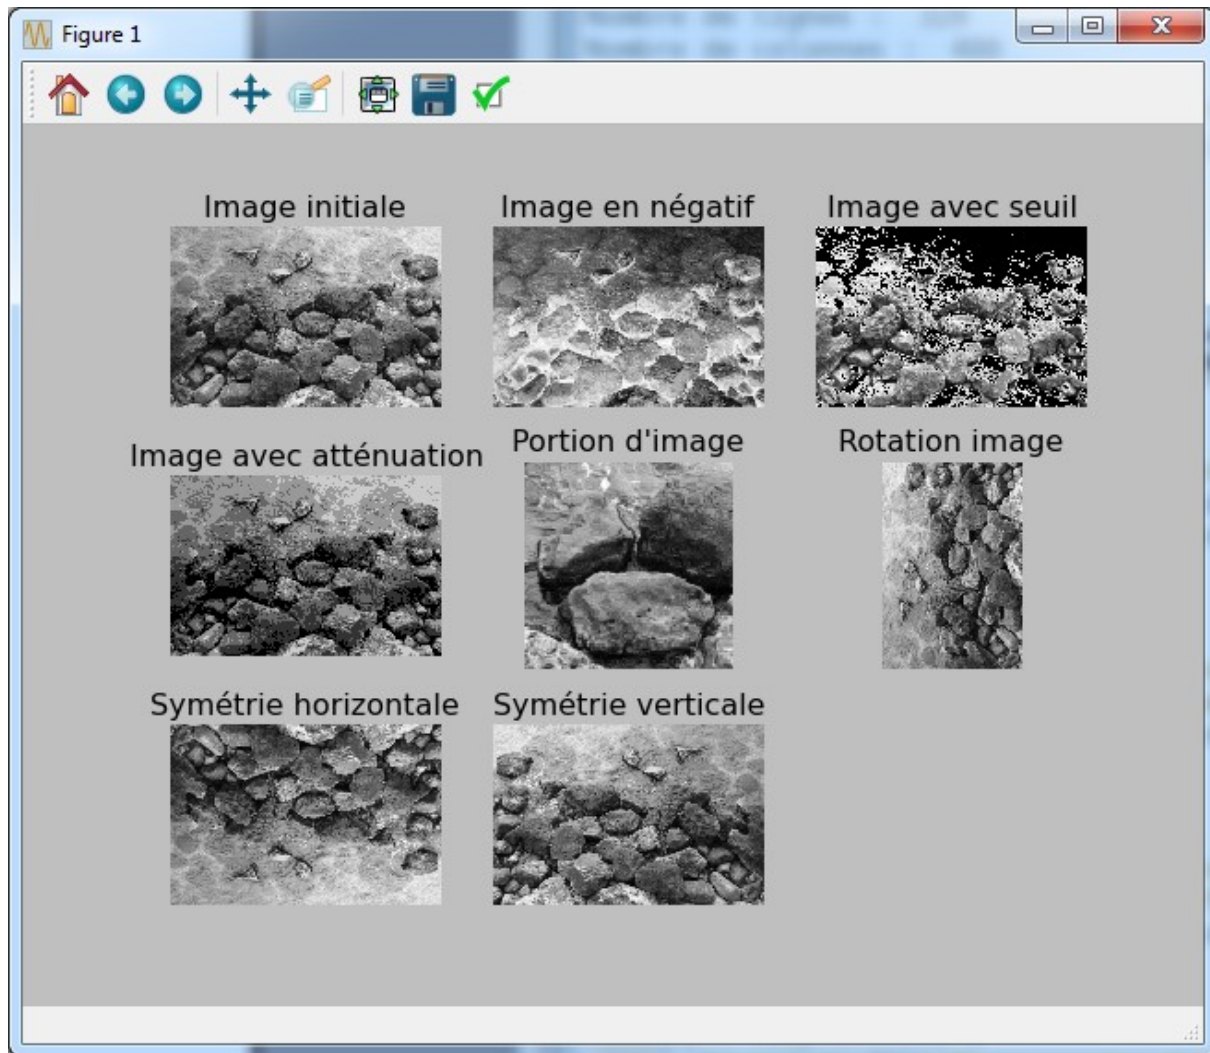 Figure 1
Image initiale
Image en négatif
Image avec seuil
Image avec atténuation
Portion d'image
Rotation image
Symétrie horizontale
Symétrie verticale